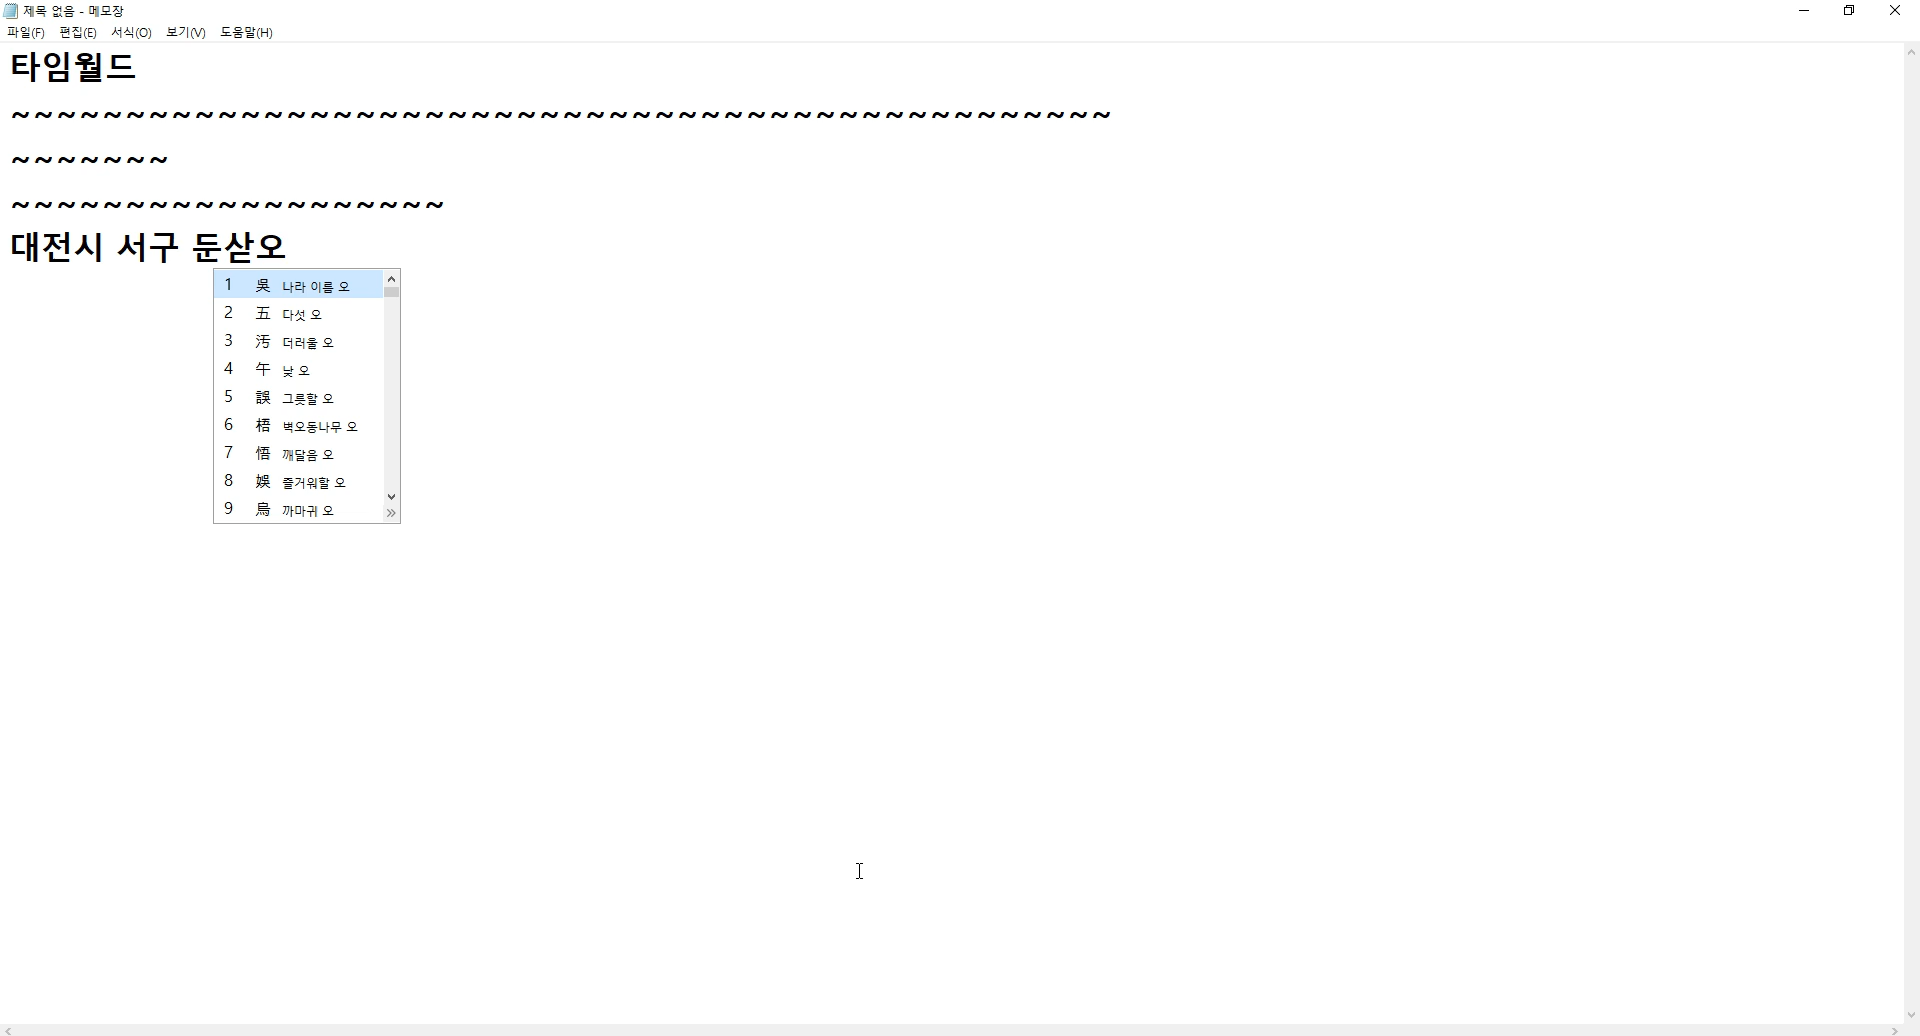 제목 없음 - 메모장
파일(F) 편집(E) 서식(O) 보기(V) 도움말(H)
타임월드
~~~~~~~~~~~~~~~~~~~~~~~~~~~~~~~~~~~~~~~~~~~~~~~~
~~~~~~~
~~~~~~~~~~~~~~~~~~~
대전시 서구 둔삳오
1 吳 나라 이름 오
2 五 다섯 오
3 汚 더러울 오
4 午 낮 오
5 誤 그릇할 오
6 梧 벽오동나무 오
7 悟 깨달음 오
8 娛 즐거워할 오
9 烏 까마귀 오